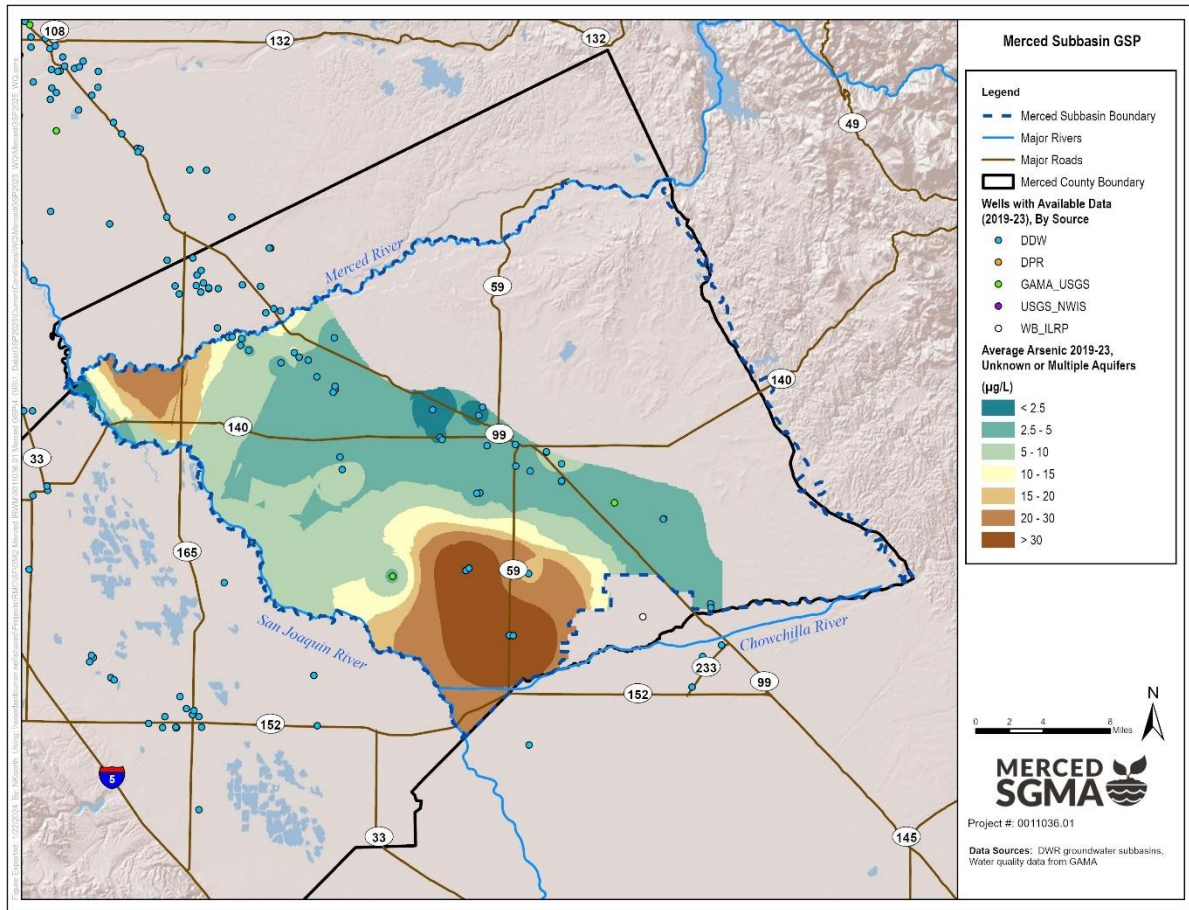 108
132
132
49
Merced River
59
140
140
99
33
165
59
San Joaquin River
Chowchilla River
233
152
99
152
5
33
145
Merced Subbasin GSP
Legend
Merced Subbasin Boundary
Major Rivers
Major Roads
Merced County Boundary
Wells with Available Data
(2019-23), By Source
DDW
DPR
GAMA_USGS
USGS_NWIS
WB_ILRP
Average Arsenic 2019-23,
Unknown or Multiple Aquifers
(µg/L)
< 2.5
2.5 - 5
5 - 10
10 - 15
15 - 20
20 - 30
> 30
N
0 2 4 8
Miles
MERCED
SGMA
Project #: 0011036.01
Data Sources: DWR groundwater subbasins,
Water quality data from GAMA